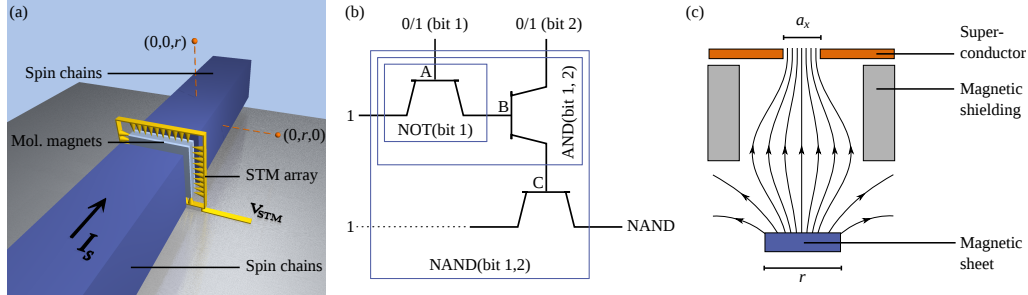 (a)
(0,0,r)
Spin chains
Mol. magnets
(0,r,0)
STM array
V_STM
I_s
Spin chains
(b)
0/1 (bit 1)
0/1 (bit 2)
A
1
NOT(bit 1)
B
AND(bit 1, 2)
C
1
NAND
NAND(bit 1,2)
(c)
a_x
Super-
conductor
Magnetic
shielding
Magnetic
sheet
r